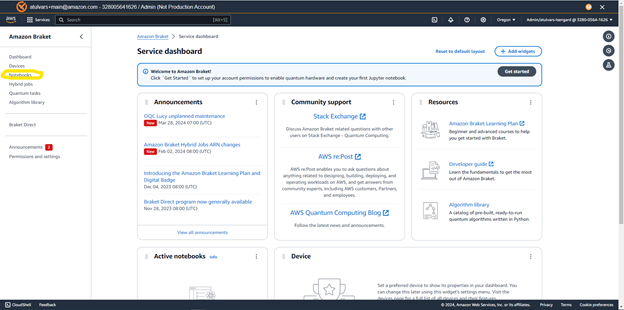 atulvars+main@amazon.com / 328005641626 / Admin (Not Production Account)
aws
Services
Search
[Alt+S]
Oregon
Admin/atulvars-Isengard @ 3280-0564-1626
Amazon Braket
Dashboard
Devices
Notebooks
Hybrid jobs
Quantum tasks
Algorithm library
Braket Direct
Announcements 2
Permissions and settings
Amazon Braket > Service dashboard
Service dashboard
Reset to default layout
+ Add widgets
Welcome to Amazon Braket!
Click `Get Started` to set up your account permissions to enable quantum hardware and create your first Jupyter notebook.
Get started
Announcements
OQC Lucy unplanned maintenance
New Mar 28, 2024 07:00 (UTC)
Amazon Braket Hybrid Jobs ARN changes
New Feb 02, 2024 08:00 (UTC)
Introducing the Amazon Braket Learning Plan and
Digital Badge
Dec 04, 2023 08:00 (UTC)
Braket Direct program now generally available
Nov 28, 2023 08:00 (UTC)
View all announcements
Community support
Stack Exchange
Discuss Amazon Braket related questions with other
users on Stack Exchange - Quantum Computing.
AWS re:Post
AWS re:Post enables you to ask questions about
anything related to designing, building, deploying, and
operating workloads on AWS, and get answers from
community experts, including AWS Customers, Partners,
and employees.
AWS Quantum Computing Blog
Follow the latest news and announcements.
Resources
Amazon Braket Learning Plan
Beginner and advanced courses to help
you get started with Braket.
Developer guide
Learn the fundamentals to get the most
out of Amazon Braket.
Algorithm library
A catalog of pre-built, ready-to-run
quantum algorithms written in Python.
Active notebooks Info
Device
Set a preferred device to show its properties in your dashboard. You
can change this later using this widget's settings menu. Visit the
devices page for a full list of all devices and their features.
CloudShell
Feedback
© 2024, Amazon Web Services, Inc. or its affiliates.
Privacy
Terms
Cookie preferences